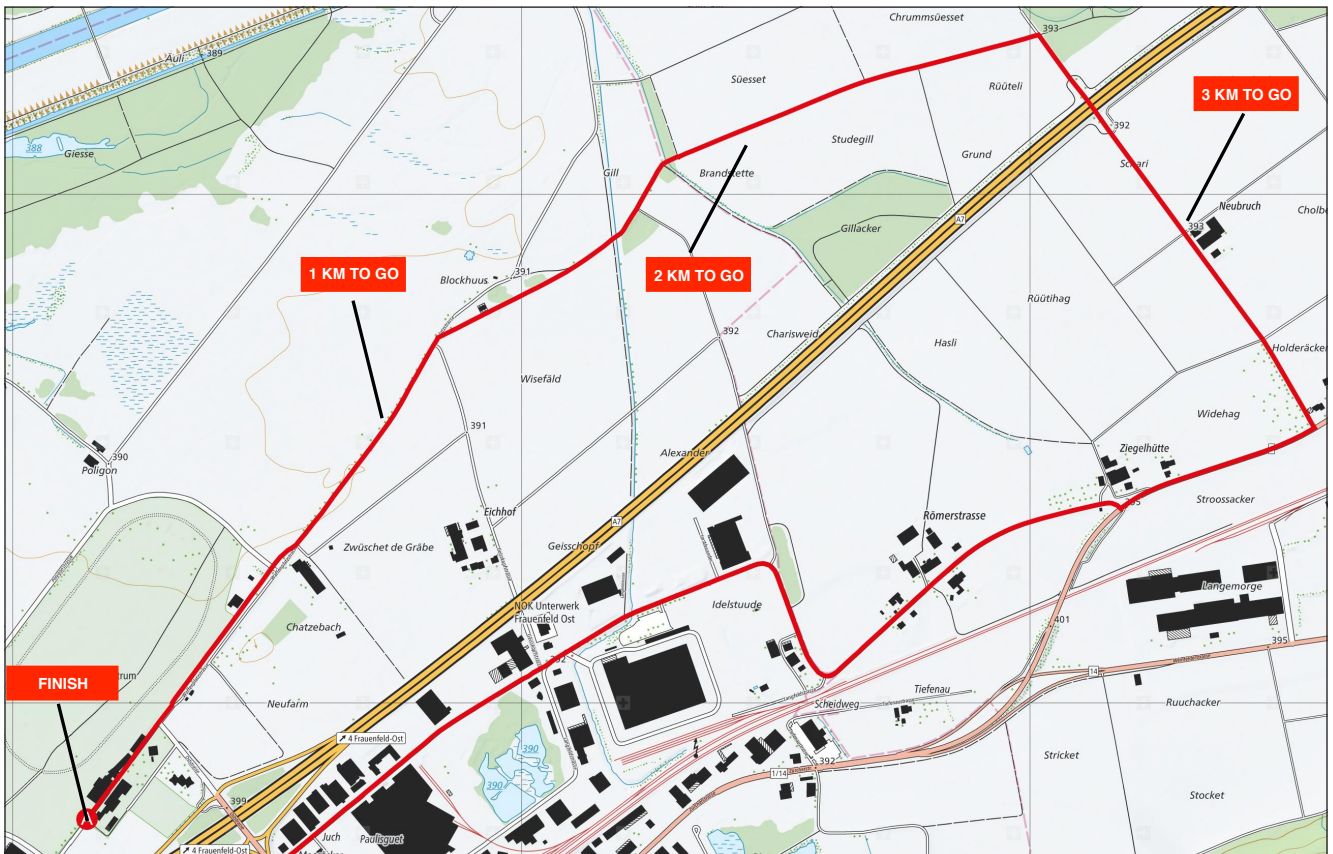 Chrummsüesset
393
Auli
389
Süesset
Rüüteli
3 KM TO GO
Studegill
392
388
Giesse
Grund
Schari
Gill
Brandstette
Neubruch
Cholbe
A7
393
Gillacker
1 KM TO GO
391
2 KM TO GO
Blockhuus
Rüütihag
392
Charisweid
Hasli
Holderäcker
Wisefäld
Widehag
391
Alexander
Ziegelhütte
390
Poligon
Stroossacker
395
Eichhof
Römerstrasse
A7
Zwüschet de Gräbe
Geisschopf
Langemorge
NOK Unterwerk
Frauenfeld Ost
Idelstuude
401
Chatzebach
395
392
FINISH
trum
14
Tiefenau
Neufarm
Scheidweg
Ruuchacker
4 Frauenfeld-Ost
390
Stricket
392
1/14
390
399
Stocket
Juch
Paulisguet
4 Frauenfeld-Ost